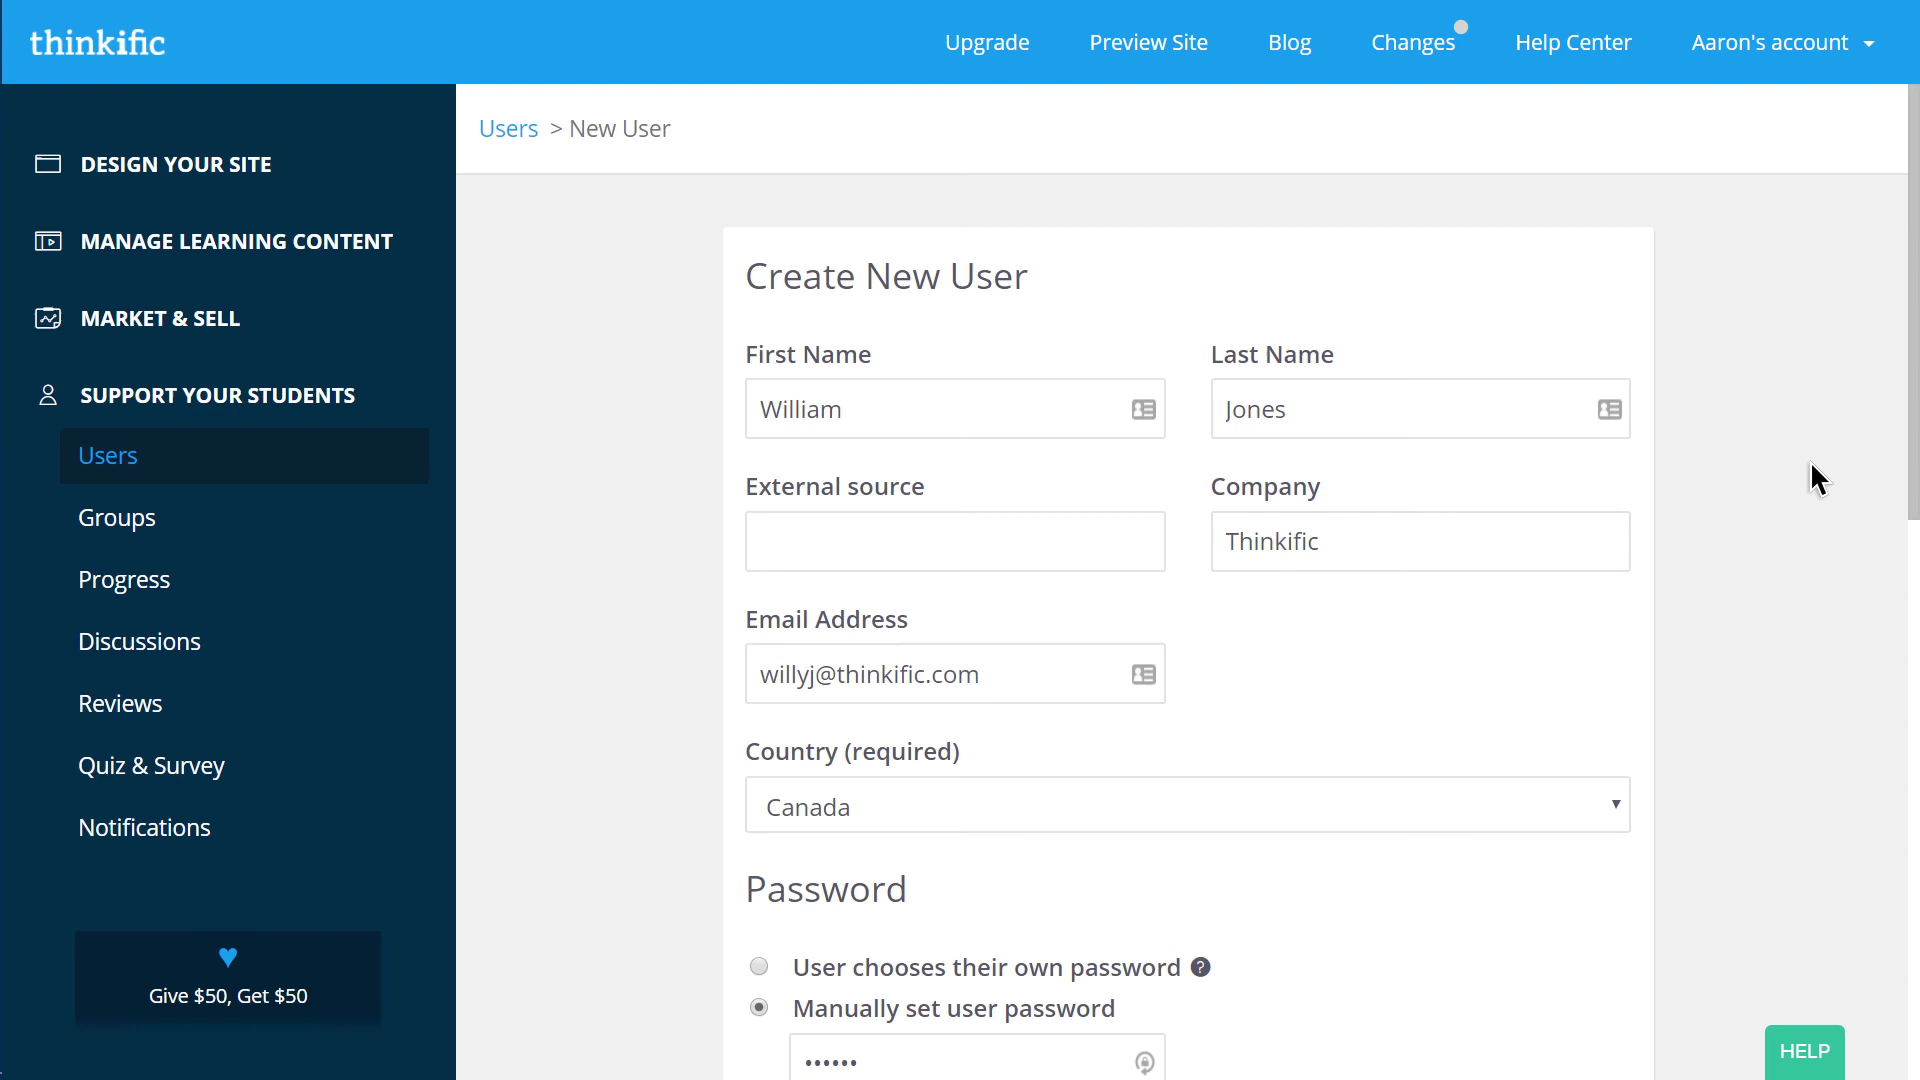 thinkific
Upgrade
Preview Site
Blog
Changes
Help Center
Aaron's account
DESIGN YOUR SITE
MANAGE LEARNING CONTENT
MARKET & SELL
SUPPORT YOUR STUDENTS
Users
Groups
Progress
Discussions
Reviews
Quiz & Survey
Notifications
Give $50, Get $50
Users > New User
Create New User
First Name
Last Name
William
Jones
External source
Company
Thinkific
Email Address
willyj@thinkific.com
Country (required)
Canada
Password
User chooses their own password ?
Manually set user password
••••••
HELP